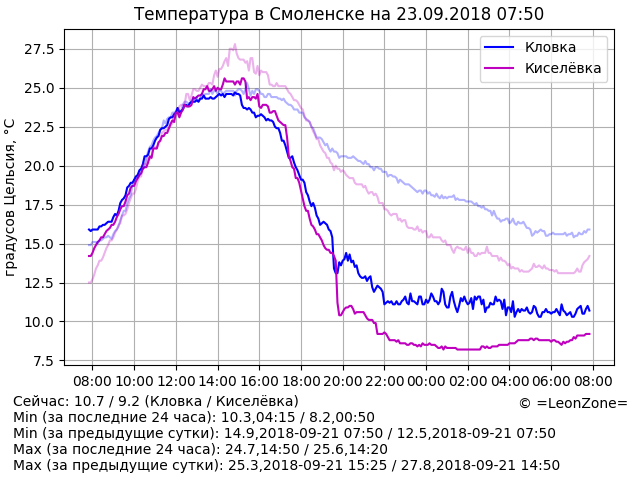 Температура в Смоленске на 23.09.2018 07:50
градусов Цельсия, °C
27.5
25.0
22.5
20.0
17.5
15.0
12.5
10.0
7.5
Кловка
Киселёвка
08:00 10:00 12:00 14:00 16:00 18:00 20:00 22:00 00:00 02:00 04:00 06:00 08:00
Сейчас: 10.7 / 9.2 (Кловка / Киселёвка)
© =LeonZone=
Min (за последние 24 часа): 10.3,04:15 / 8.2,00:50
Min (за предыдущие сутки): 14.9,2018-09-21 07:50 / 12.5,2018-09-21 07:50
Max (за последние 24 часа): 24.7,14:50 / 25.6,14:20
Max (за предыдущие сутки): 25.3,2018-09-21 15:25 / 27.8,2018-09-21 14:50